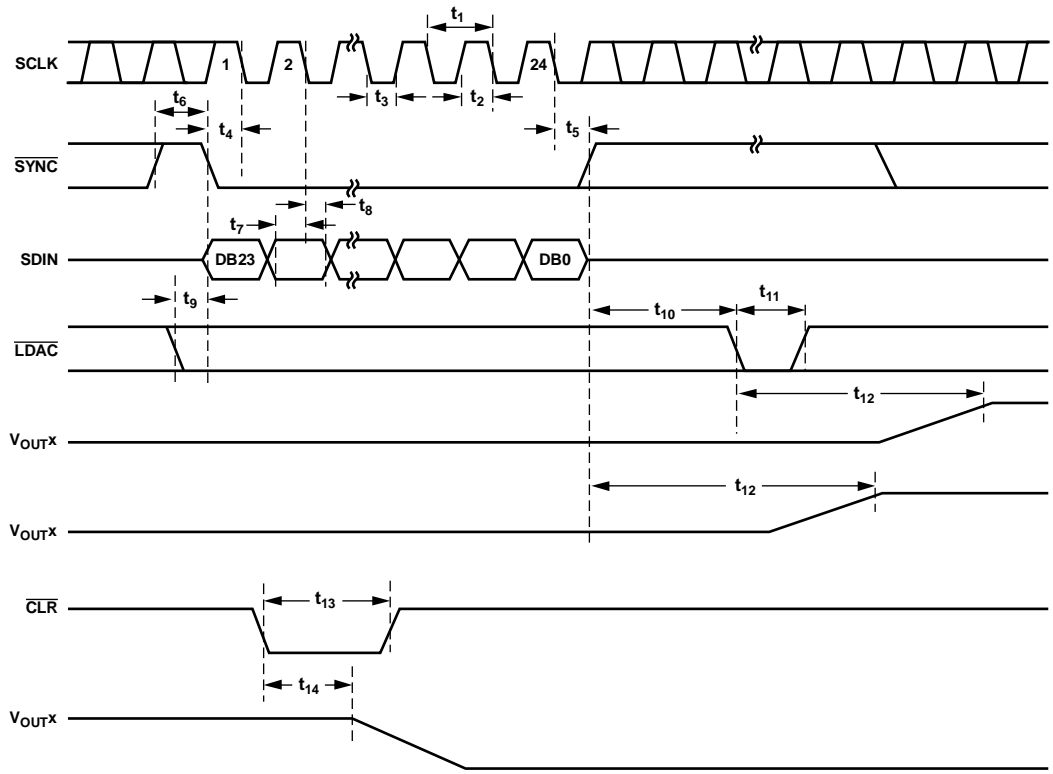 t1
SCLK
1
2
24
t3
t2
t6
t4
t5
SYNC
t8
t7
SDIN
DB23
DB0
t9
t10
t11
LDAC
t12
VOUTX
t12
VOUTX
CLR
t13
t14
VOUTX